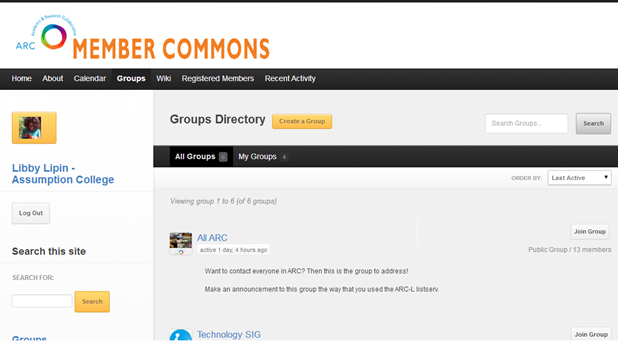 Academic & Research Collaborative
ARC MEMBER COMMONS
Home About Calendar Groups Wiki Registered Members Recent Activity
Libby Lipin -
Assumption College
Log Out
Search this site
SEARCH FOR:
Search
Groups
Groups Directory Create a Group Search Groups... Search
All Groups 6 My Groups 4
ORDER BY: Last Active
Viewing group 1 to 6 (of 6 groups)
All ARC Join Group
active 1 day, 4 hours ago Public Group / 13 members
Want to contact everyone in ARC? Then this is the group to address!
Make an announcement to this group the way that you used the ARC-L listserv.
Technology SIG Join Group